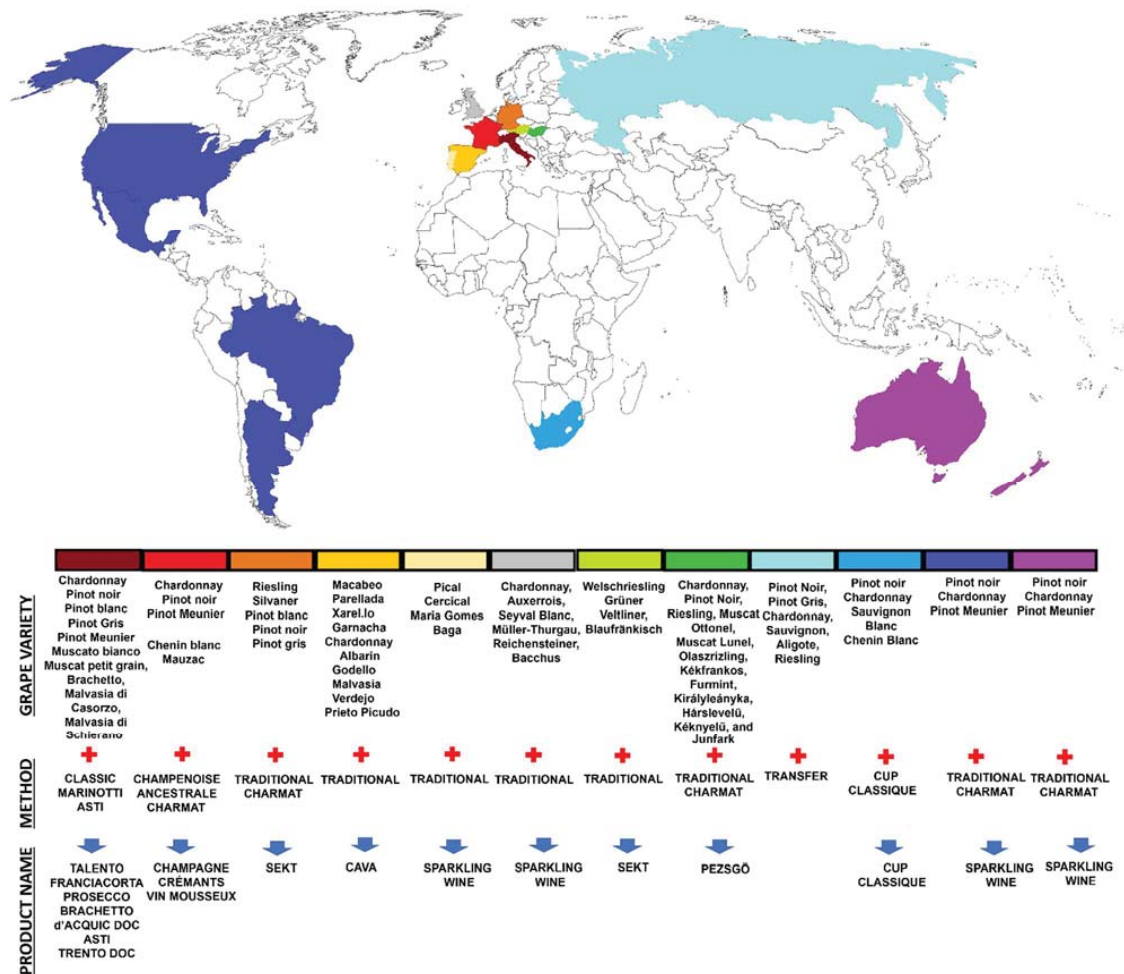 GRAPE VARIETY
Chardonnay
Pinot noir
Pinot blanc
Pinot Gris
Pinot Meunier
Muscato bianco
Muscat petit grain,
Brachetto,
Malvasia di
Casorzo,
Malvasia di
Schierano
Chardonnay
Pinot noir
Pinot Meunier
Chenin blanc
Mauzac
Riesling
Silvaner
Pinot blanc
Pinot noir
Pinot gris
Macabeo
Parellada
Xarel.lo
Garnacha
Chardonnay
Albarin
Godello
Malvasia
Verdejo
Prieto Picudo
Pical
Cercical
Maria Gomes
Baga
Chardonnay,
Auxerrois,
Seyval Blanc,
Müller-Thurgau,
Reichensteiner,
Bacchus
Welschriesling
Grüner
Veltliner,
Blaufränkisch
Chardonnay,
Pinot Noir,
Riesling, Muscat
Ottonel,
Muscat Lunel,
Olaszrizling,
Kékfrankos,
Furmint,
Királyleányka,
Hárslevelű,
Kéknyelű, and
Junfark
Pinot Noir,
Pinot Gris,
Chardonnay,
Sauvignon,
Aligote,
Riesling
Pinot noir
Chardonnay
Sauvignon
Blanc
Chenin Blanc
Pinot noir
Chardonnay
Pinot Meunier
Pinot noir
Chardonnay
Pinot Meunier
METHOD
CLASSIC
MARINOTTI
ASTI
CHAMPENOISE
ANCESTRALE
CHARMAT
TRADITIONAL
CHARMAT
TRADITIONAL
TRADITIONAL
TRADITIONAL
TRADITIONAL
TRADITIONAL
CHARMAT
TRANSFER
CUP
CLASSIQUE
TRADITIONAL
CHARMAT
TRADITIONAL
CHARMAT
PRODUCT NAME
TALENTO
FRANCIACORTA
PROSECCO
BRACHETTO
d'ACQUIC DOC
ASTI
TRENTO DOC
CHAMPAGNE
CRÉMANTS
VIN MOUSSEUX
SEKT
CAVA
SPARKLING
WINE
SPARKLING
WINE
SEKT
PEZSGÖ
CUP
CLASSIQUE
SPARKLING
WINE
SPARKLING
WINE